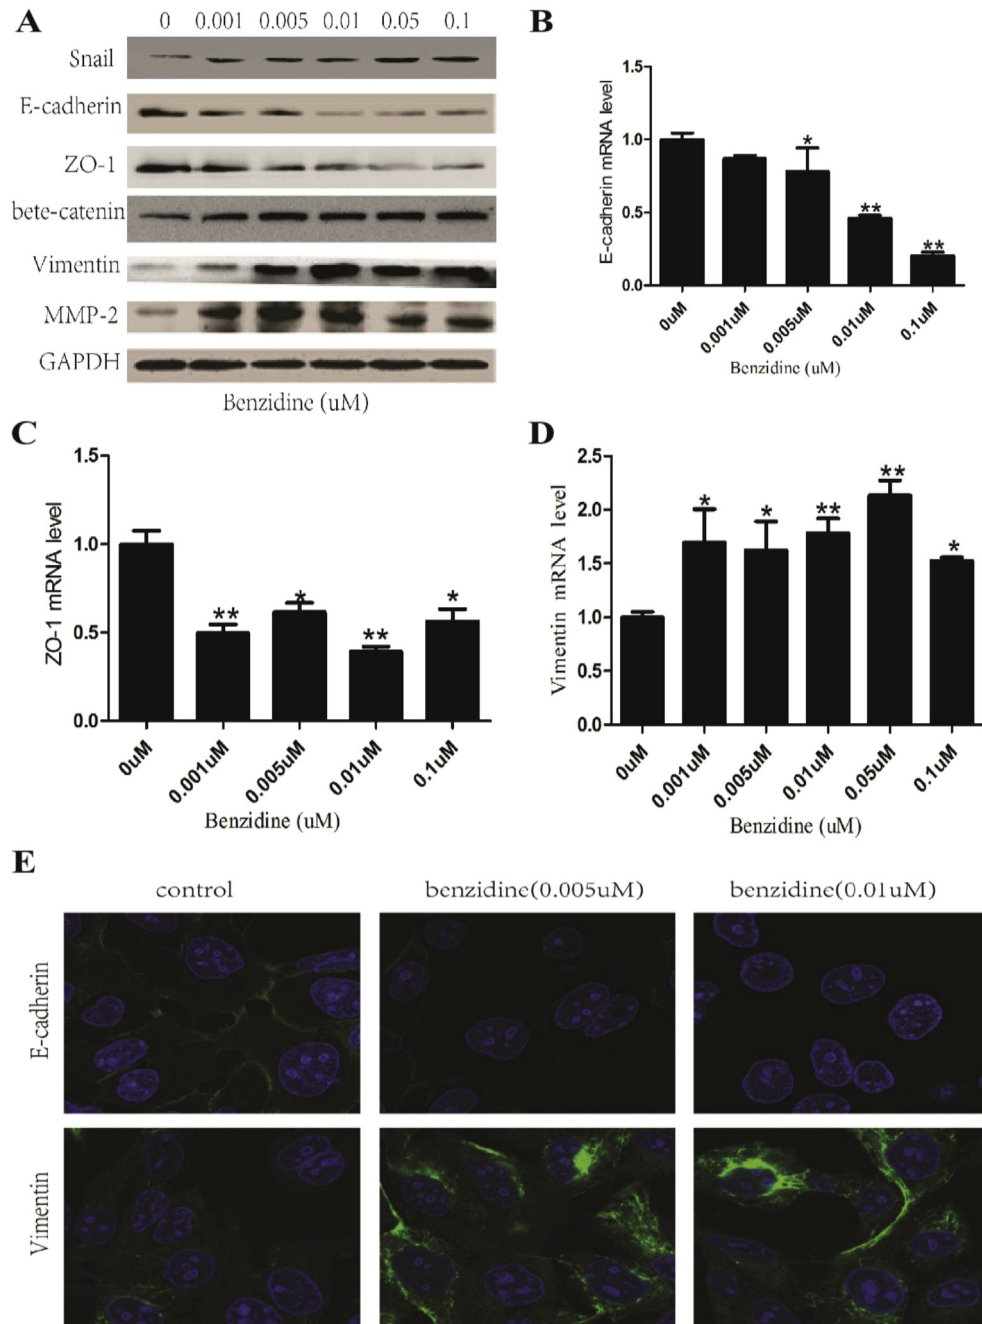 A
0 0.001 0.005 0.01 0.05 0.1
Snail
E-cadherin
ZO-1
bete-catenin
Vimentin
MMP-2
GAPDH
Benzidine (uM)
B
E-cadherin mRNA level
1.5
1.0
0.5
0.0
*
**
**
0uM
0.001uM
0.005uM
0.01uM
0.1uM
Benzidine (uM)
C
ZO-1 mRNA level
1.5
1.0
0.5
0.0
**
*
**
*
0uM
0.001uM
0.005uM
0.01uM
0.1uM
Benzidine (uM)
D
Vimentin mRNA level
2.5
2.0
1.5
1.0
0.5
0.0
*
*
**
**
*
0uM
0.001uM
0.005uM
0.01uM
0.05uM
0.1uM
Benzidine (uM)
E
control benzidine(0.005uM) benzidine(0.01uM)
E-cadherin
Vimentin